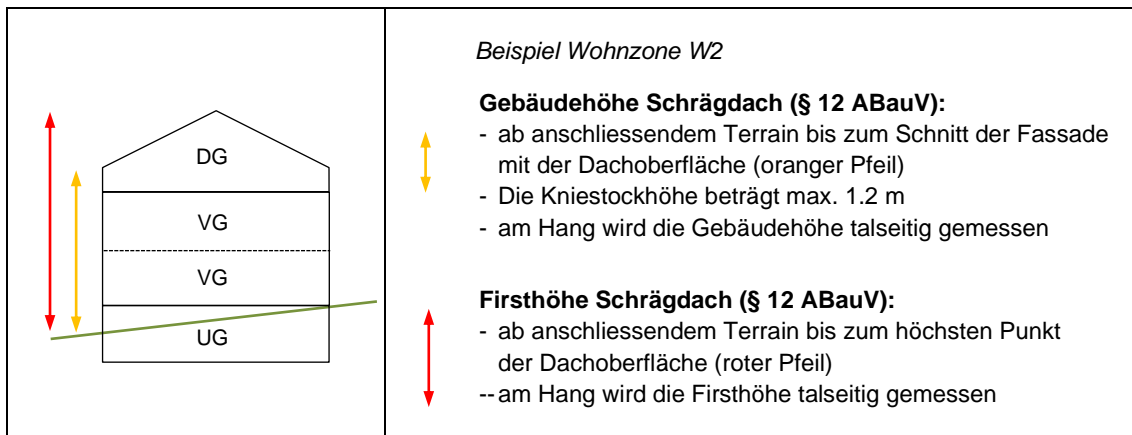 DG
VG
VG
UG
Beispiel Wohnzone W2
Gebäudehöhe Schrägdach (§ 12 ABauV):
- ab anschliessendem Terrain bis zum Schnitt der Fassade
mit der Dachoberfläche (oranger Pfeil)
- Die Kniestockhöhe beträgt max. 1.2 m
- am Hang wird die Gebäudehöhe talseitig gemessen
Firsthöhe Schrägdach (§ 12 ABauV):
- ab anschliessendem Terrain bis zum höchsten Punkt
der Dachoberfläche (roter Pfeil)
-- am Hang wird die Firsthöhe talseitig gemessen